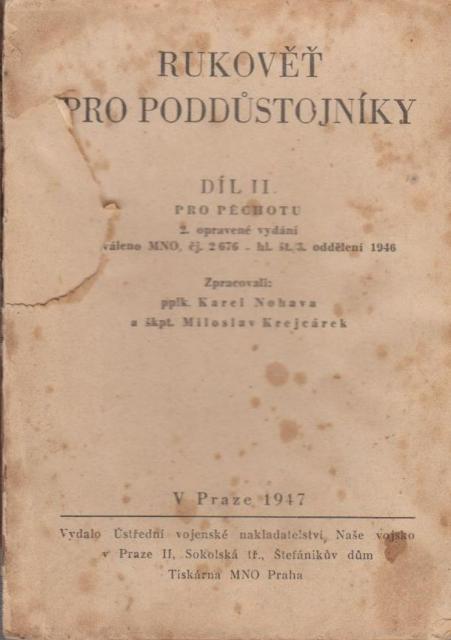 RUKOVĚŤ
PRO PODDŮSTOJNÍKY
DÍL II.
PRO PĚCHOTU
2. opravené vydání
váleno MNO, čj. 2676 - hl. št./3. oddělení 1946
Zpracovali:
pplk. Karel Nohava
a škpt. Miloslav Krejcárek
V Praze 1947
Vydalo Ústřední vojenské nakladatelství, Naše vojsko
v Praze II, Sokolská tř., Štefánikův dům
Tiskárna MNO Praha